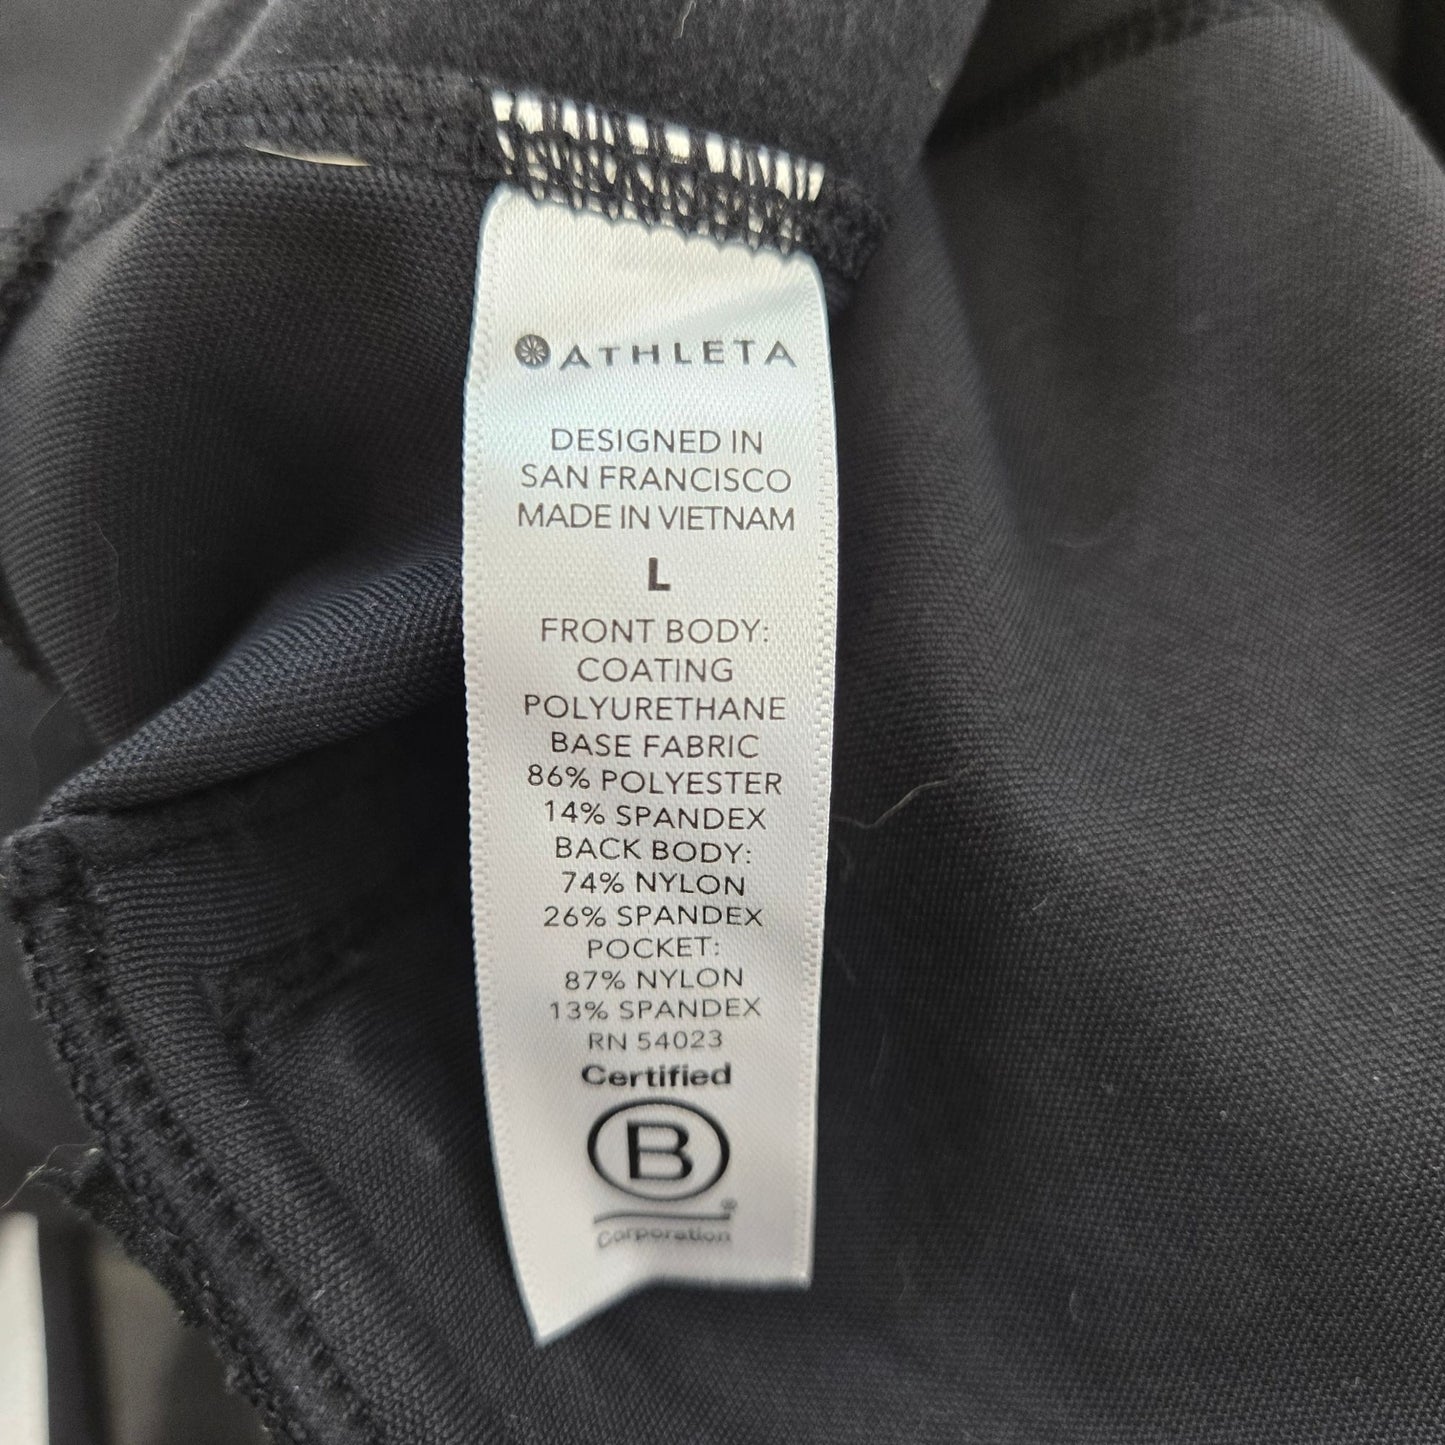 ATHLETA
DESIGNED IN
SAN FRANCISCO
MADE IN VIETNAM
L
FRONT BODY:
COATING
POLYURETHANE
BASE FABRIC
86% POLYESTER
14% SPANDEX
BACK BODY:
74% NYLON
26% SPANDEX
POCKET:
87% NYLON
13% SPANDEX
RN 54023
Certified
B
®
Corporation